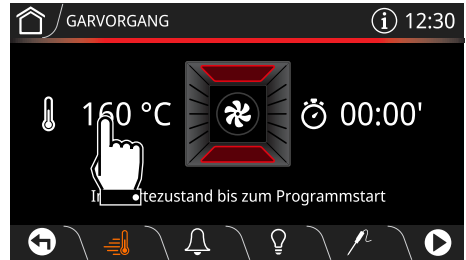 GARVORGANG
i 12:30
160 °C
00:00'
bis zum Programmstart